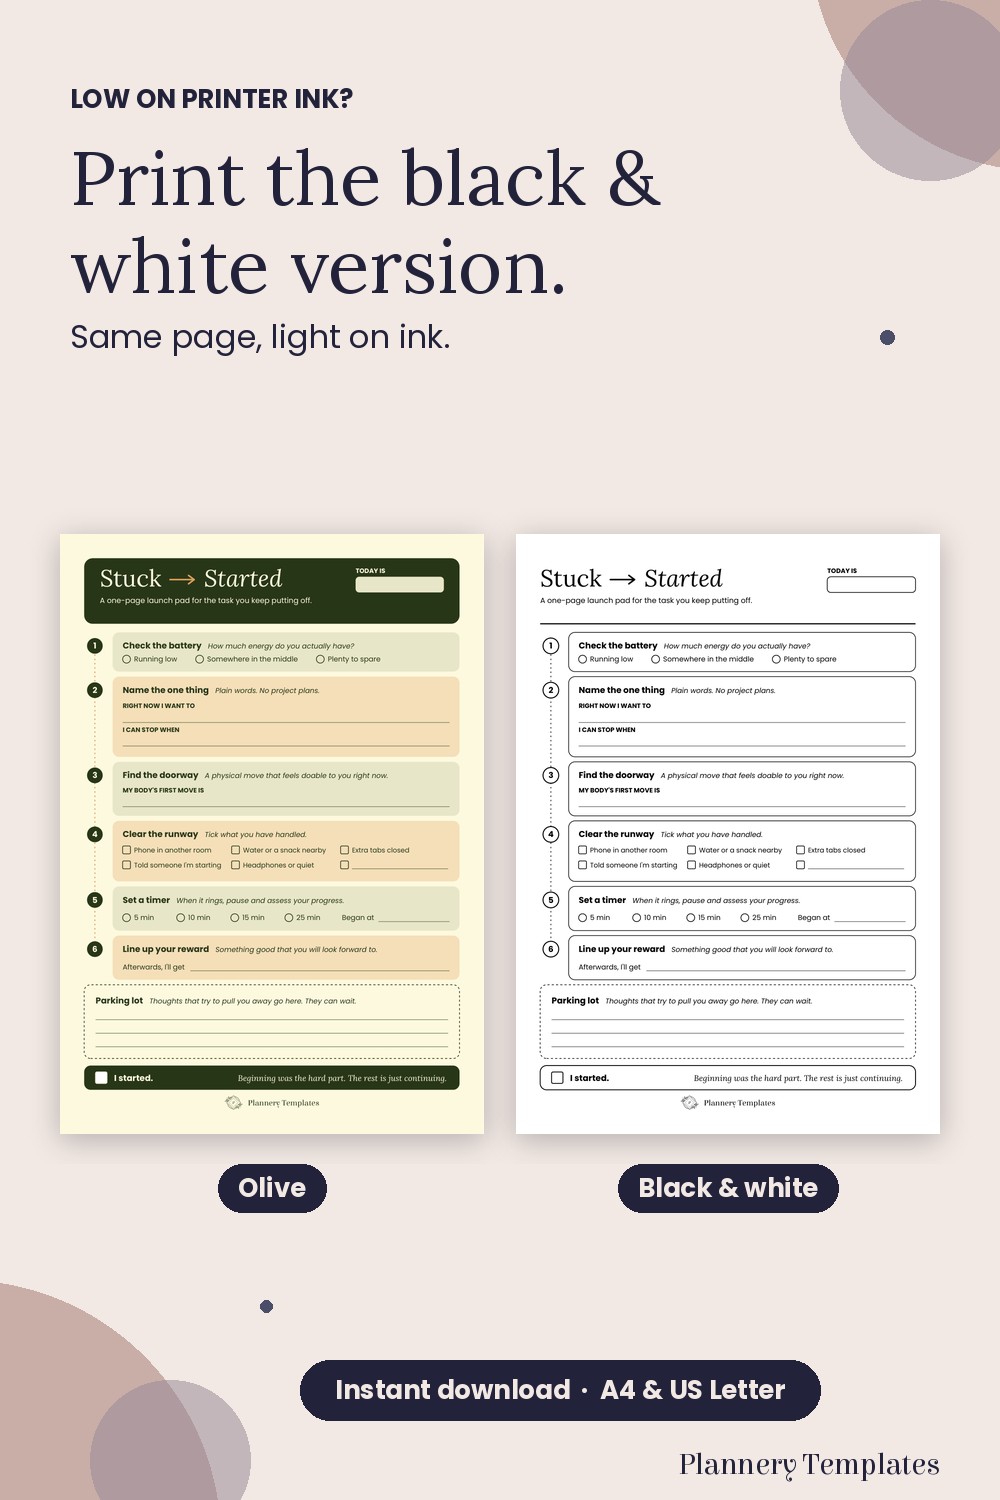 LOW ON PRINTER INK?
Print the black &
white version.
Same page, light on ink.
Stuck → Started
TODAY IS
A one-page launch pad for the task you keep putting off.
1
Check the battery How much energy do you actually have?
Running low Somewhere in the middle Plenty to spare
2
Name the one thing Plain words. No project plans.
RIGHT NOW I WANT TO
I CAN STOP WHEN
3
Find the doorway A physical move that feels doable to you right now.
MY BODY'S FIRST MOVE IS
4
Clear the runway Tick what you have handled.
Phone in another room Water or a snack nearby Extra tabs closed
Told someone I'm starting Headphones or quiet
5
Set a timer When it rings, pause and assess your progress.
5 min 10 min 15 min 25 min Began at
6
Line up your reward Something good that you will look forward to.
Afterwards, I'll get
Parking lot Thoughts that try to pull you away go here. They can wait.
I started. Beginning was the hard part. The rest is just continuing.
Plannery Templates
Stuck → Started
TODAY IS
A one-page launch pad for the task you keep putting off.
1
Check the battery How much energy do you actually have?
Running low Somewhere in the middle Plenty to spare
2
Name the one thing Plain words. No project plans.
RIGHT NOW I WANT TO
I CAN STOP WHEN
3
Find the doorway A physical move that feels doable to you right now.
MY BODY'S FIRST MOVE IS
4
Clear the runway Tick what you have handled.
Phone in another room Water or a snack nearby Extra tabs closed
Told someone I'm starting Headphones or quiet
5
Set a timer When it rings, pause and assess your progress.
5 min 10 min 15 min 25 min Began at
6
Line up your reward Something good that you will look forward to.
Afterwards, I'll get
Parking lot Thoughts that try to pull you away go here. They can wait.
I started. Beginning was the hard part. The rest is just continuing.
Plannery Templates
Olive
Black & white
Instant download · A4 & US Letter
Plannery Templates